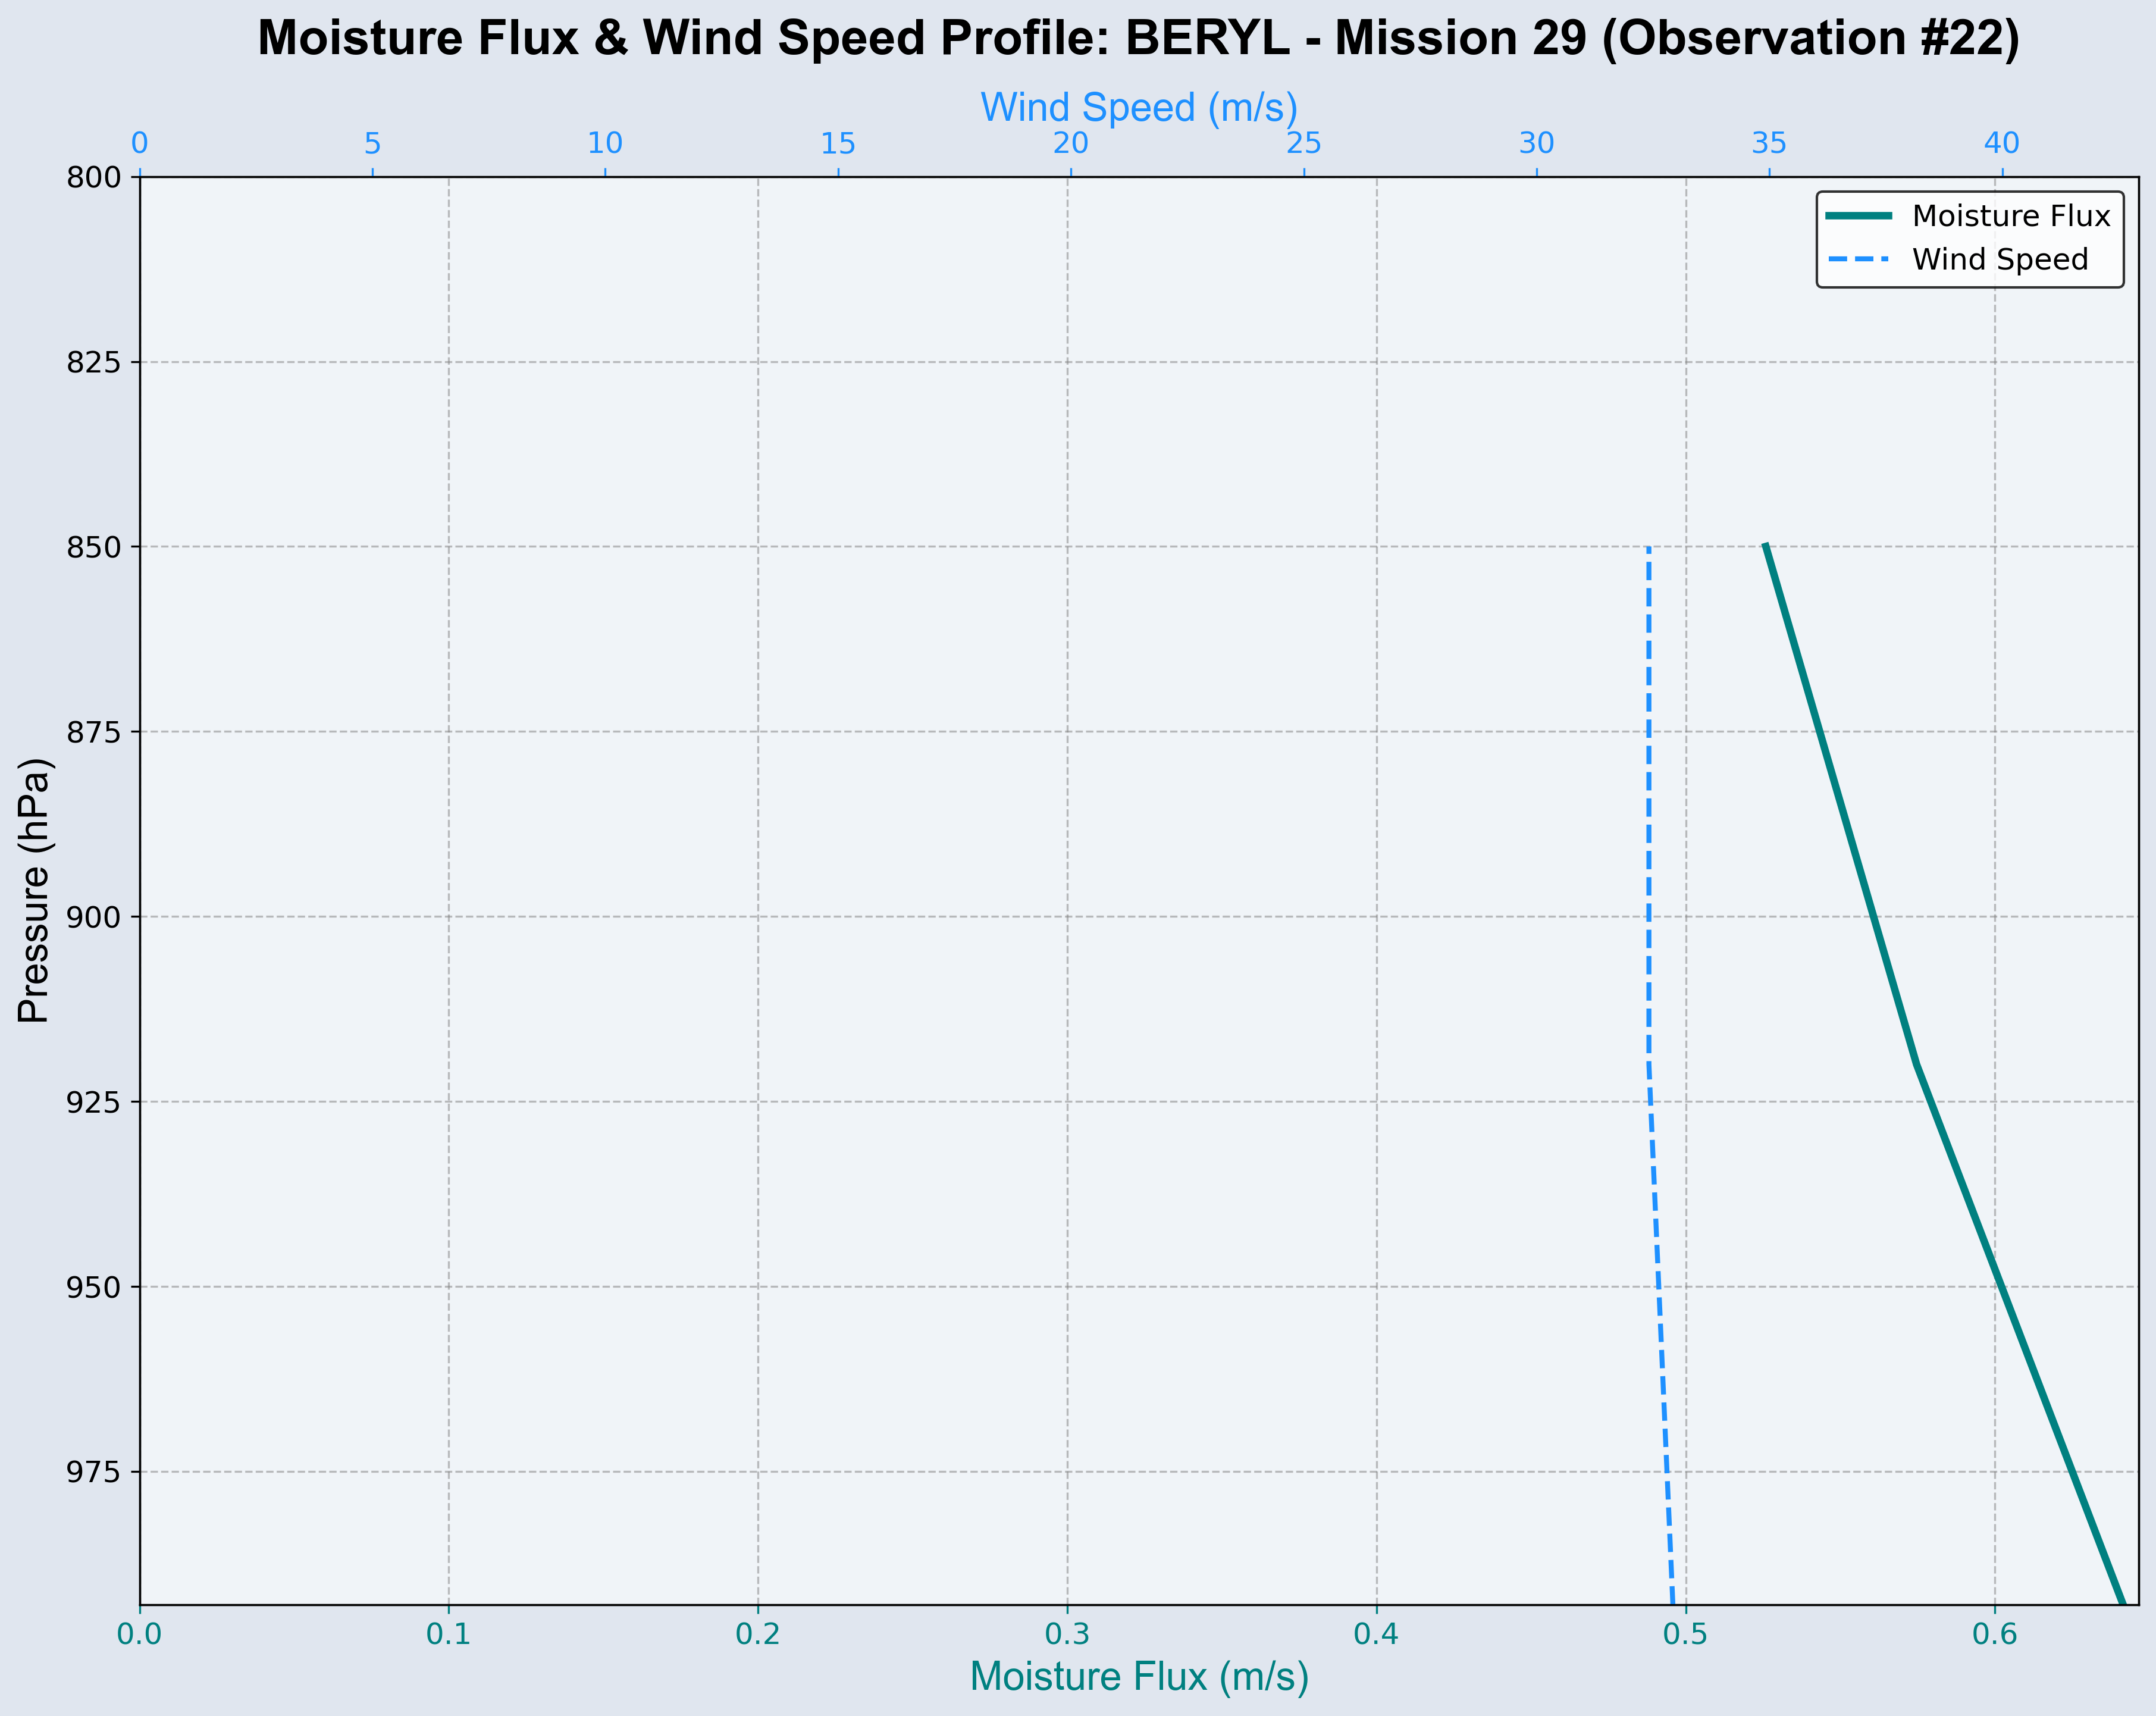 Moisture Flux & Wind Speed Profile: BERYL - Mission 29 (Observation #22)
Wind Speed (m/s)
0 5 10 15 20 25 30 35 40
Moisture Flux
Wind Speed
800
825
850
875
900
925
950
975
Pressure (hPa)
0.0 0.1 0.2 0.3 0.4 0.5 0.6
Moisture Flux (m/s)